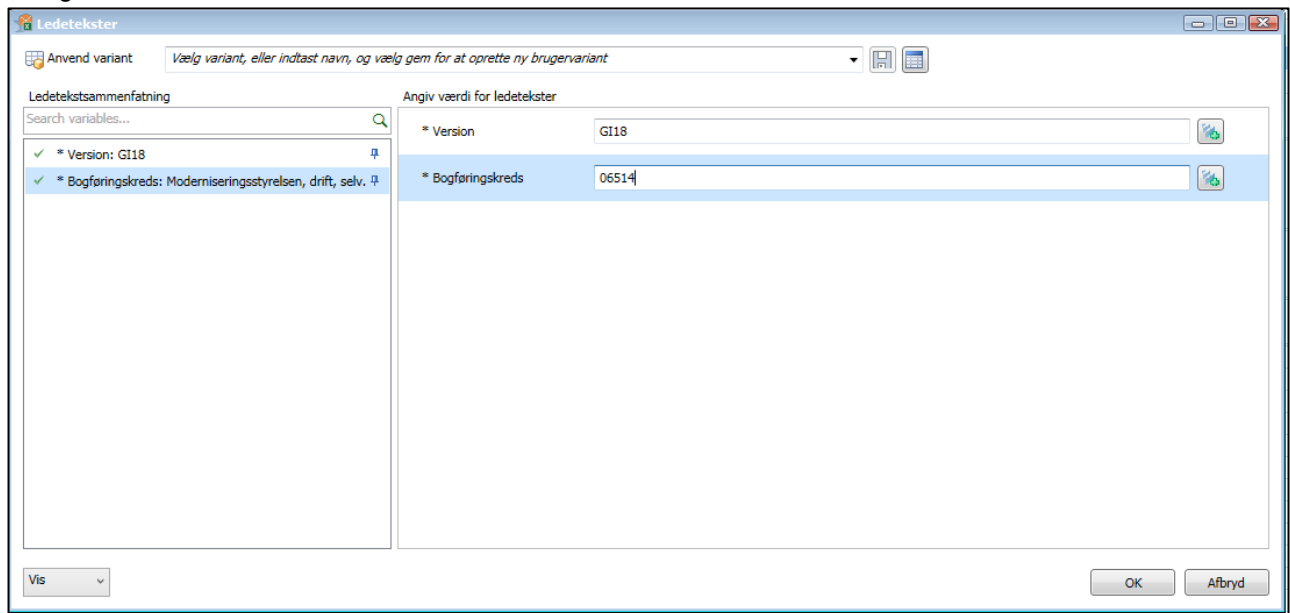 Ledetekster
Anvend variant Vælg variant, eller indtast navn, og vælg gem for at oprette ny brugervariant
Ledetekstsammenfatning Angiv værdi for ledetekster
Search variables...
* Version GI18
* Version: GI18
* Bogføringskreds: Moderniseringsstyrelsen, drift, selv.
* Bogføringskreds 06514
Vis
OK Afbryd